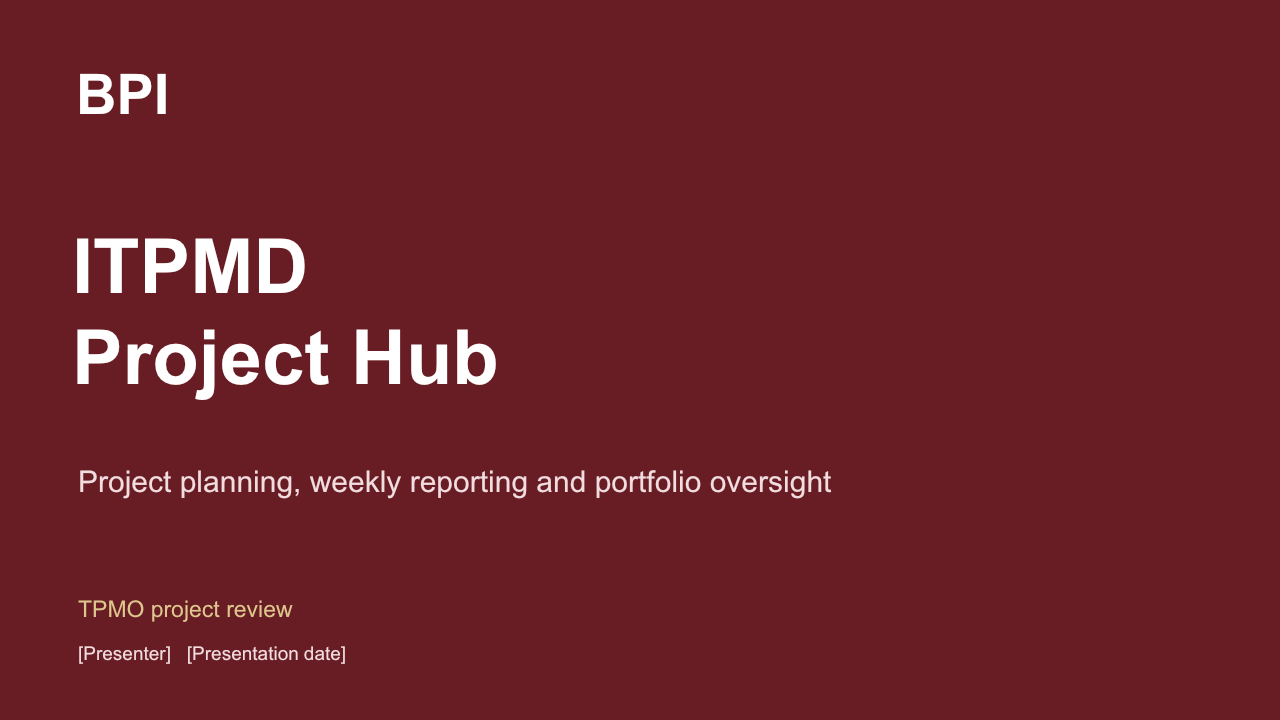 BPI
ITPMD
Project Hub
Project planning, weekly reporting and portfolio oversight
TPMO project review
[Presenter] [Presentation date]